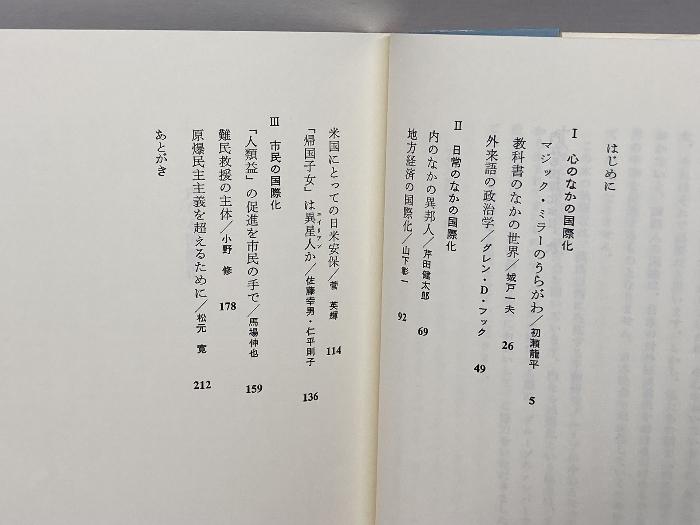 はじめに
Ⅰ 心のなかの国際化
マジック・ミラーのうらがわ/初瀬龍平 5
教科書のなかの世界/城戸一夫 26
外来語の政治学/グレン・D・フック 49
Ⅱ 日常のなかの国際化
内のなかの異邦人/芹田健太郎 69
地方経済の国際化/山下彰一 92
米国にとっての日米安保/菅 英輝 114
「帰国子女」は異星人か/佐藤幸男・仁平則子 136
エイリアン
Ⅲ 市民の国際化
「人類益」の促進を市民の手で/馬場伸也 159
難民救援の主体/小野 修 178
原爆民主主義を超えるために/松元 寛 212
あとがき